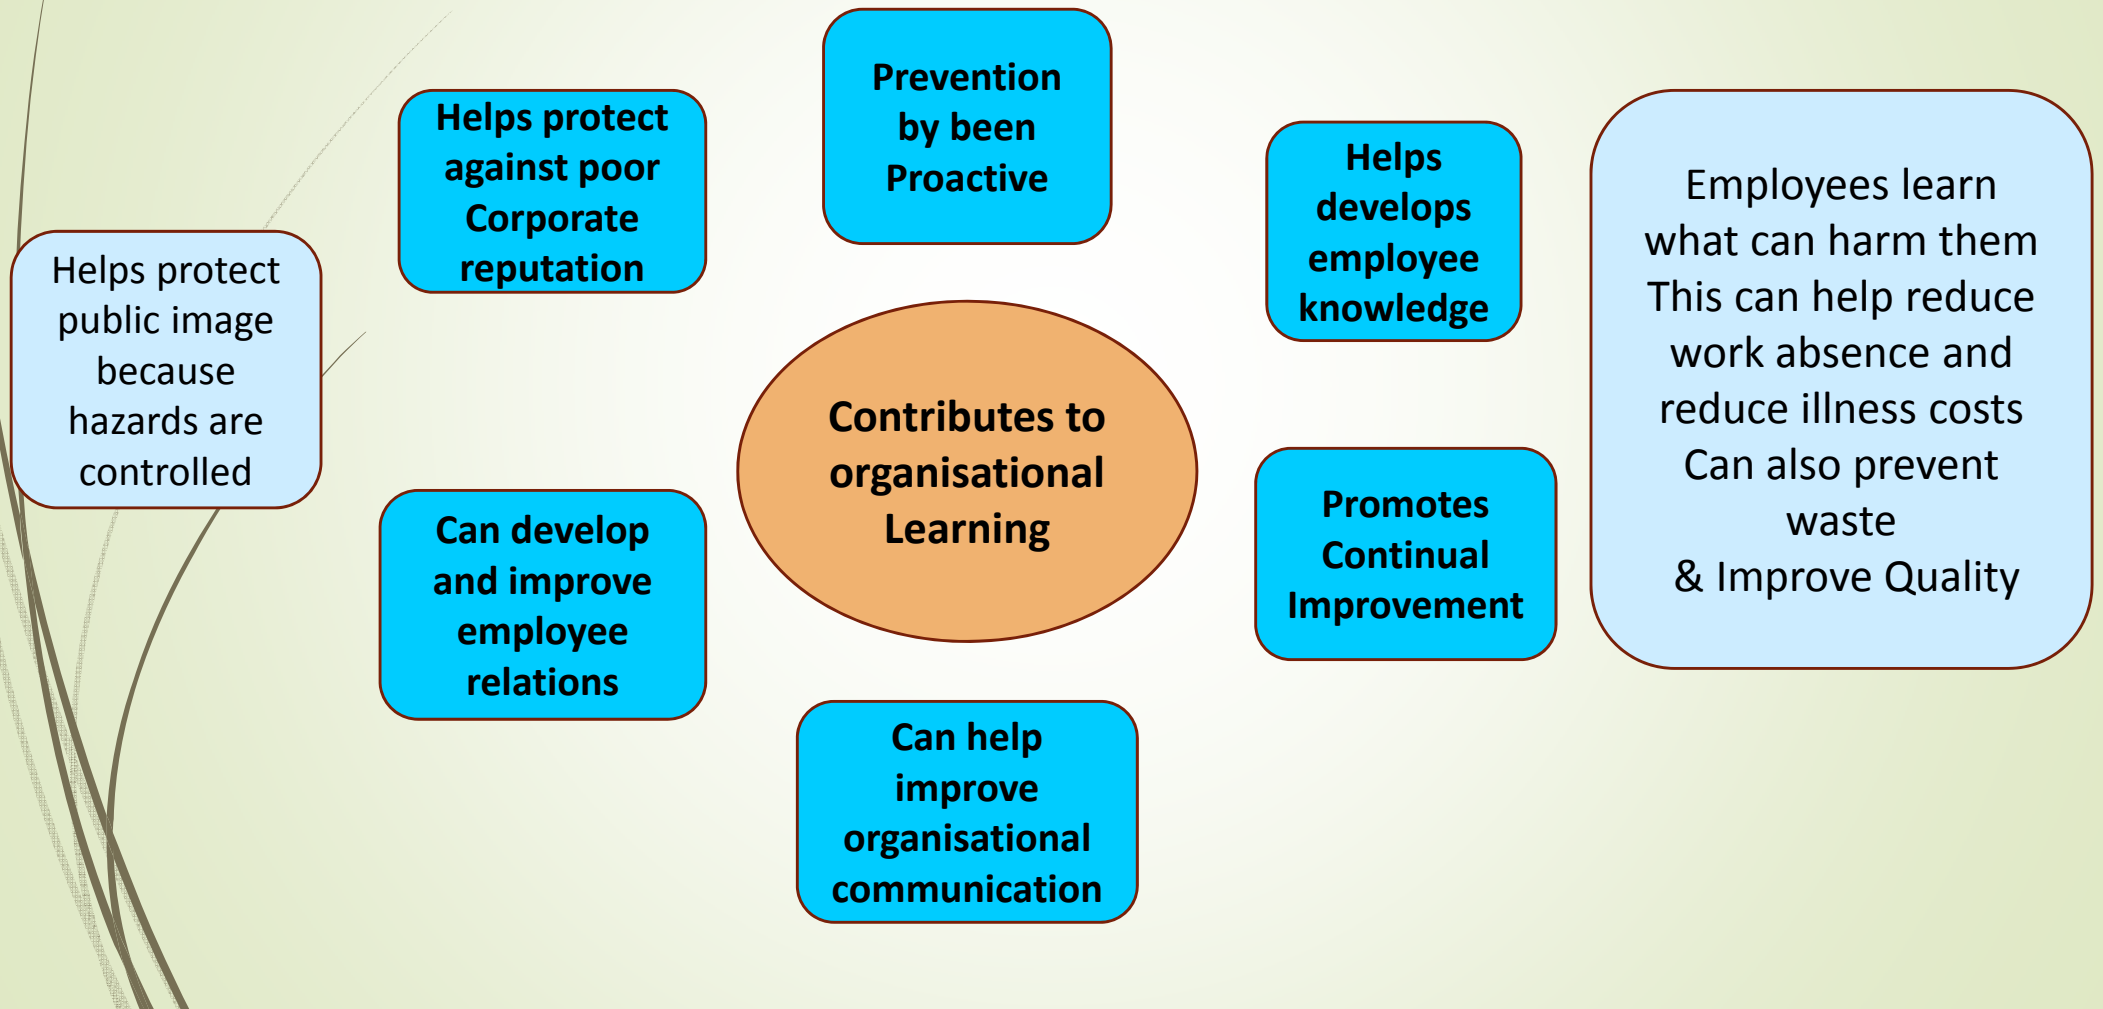 Prevention
by been
Proactive
Helps protect
against poor
Corporate
reputation
Helps
develops
employee
knowledge
Employees learn
what can harm them
This can help reduce
work absence and
reduce illness costs
Can also prevent
waste
& Improve Quality
Helps protect
public image
because
hazards are
controlled
Contributes to
organisational
Learning
Can develop
and improve
employee
relations
Promotes
Continual
Improvement
Can help
improve
organisational
communication